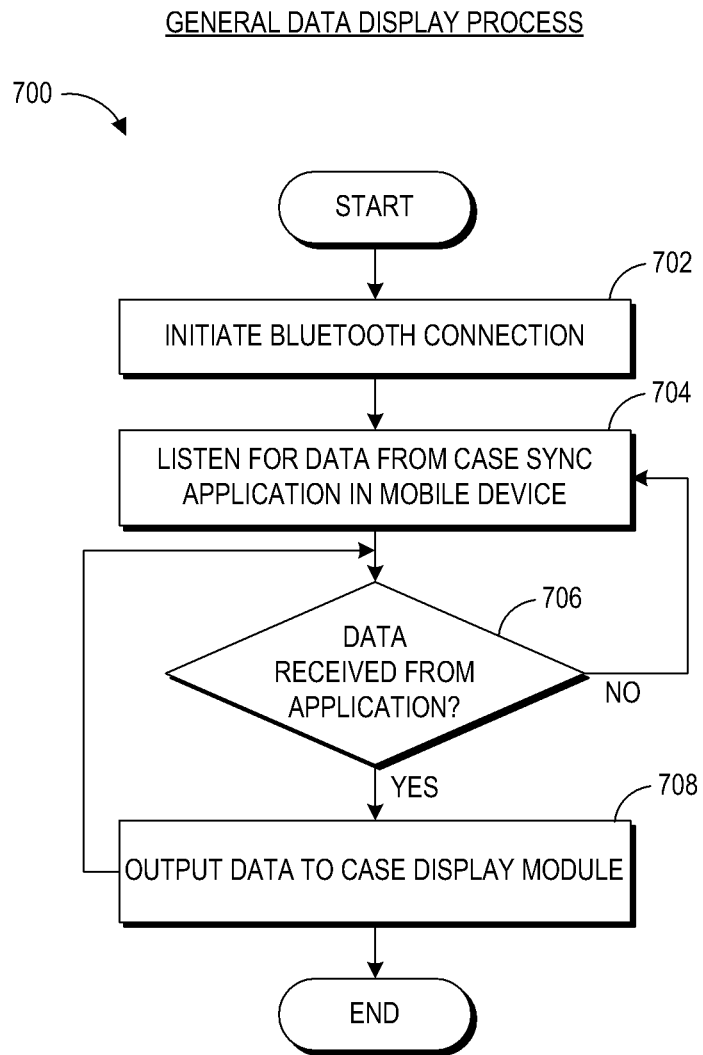 GENERAL DATA DISPLAY PROCESS
700
START
702
INITIATE BLUETOOTH CONNECTION
704
LISTEN FOR DATA FROM CASE SYNC
APPLICATION IN MOBILE DEVICE
706
DATA
RECEIVED FROM
APPLICATION?
NO
YES
708
OUTPUT DATA TO CASE DISPLAY MODULE
END